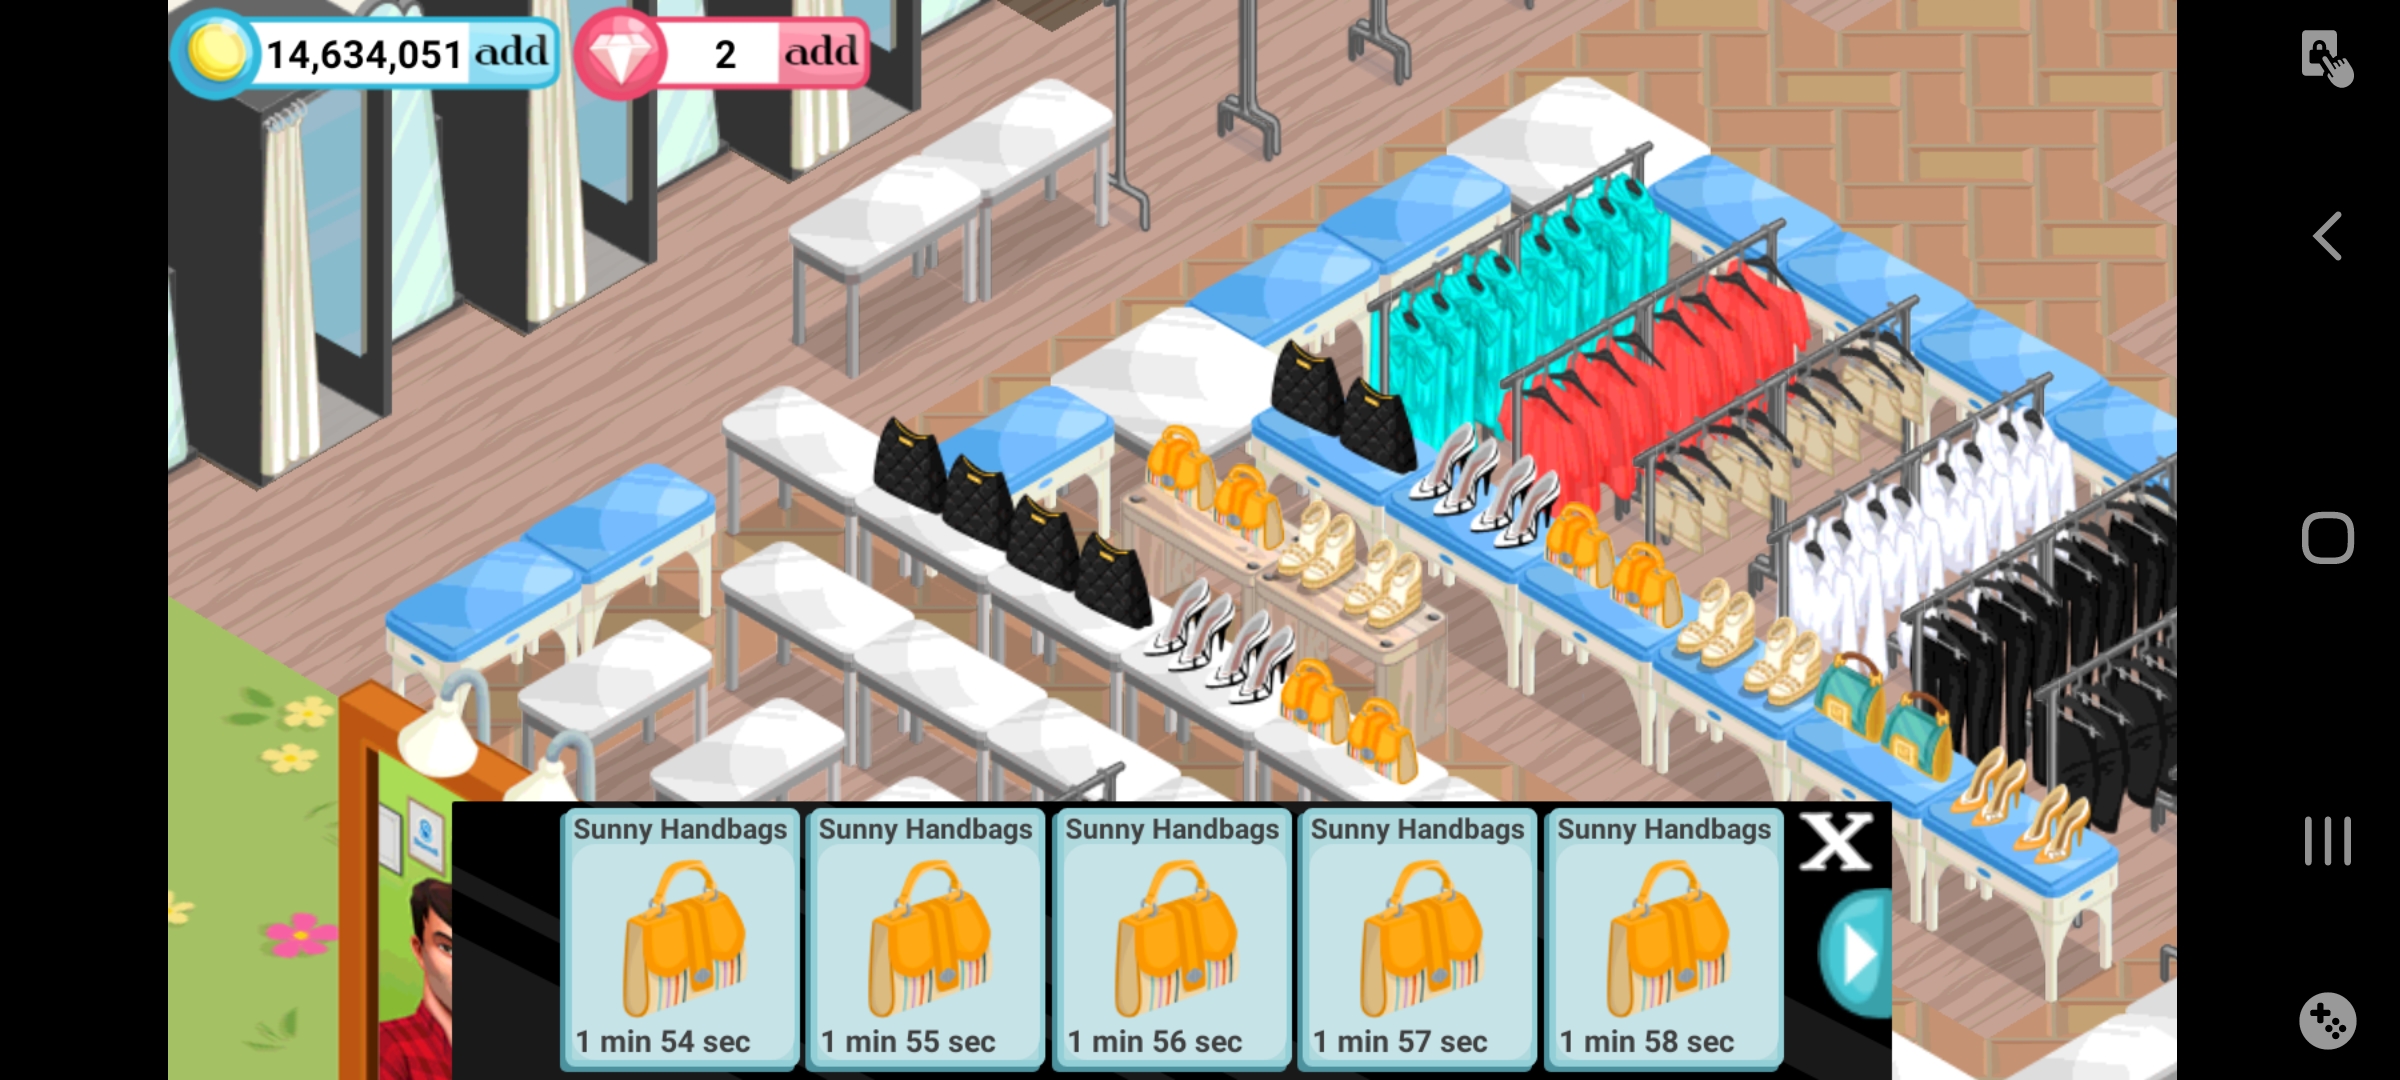 14,634,051 add
2 add
Sunny Handbags
Sunny Handbags
Sunny Handbags
Sunny Handbags
Sunny Handbags
X
1 min 54 sec
1 min 55 sec
1 min 56 sec
1 min 57 sec
1 min 58 sec